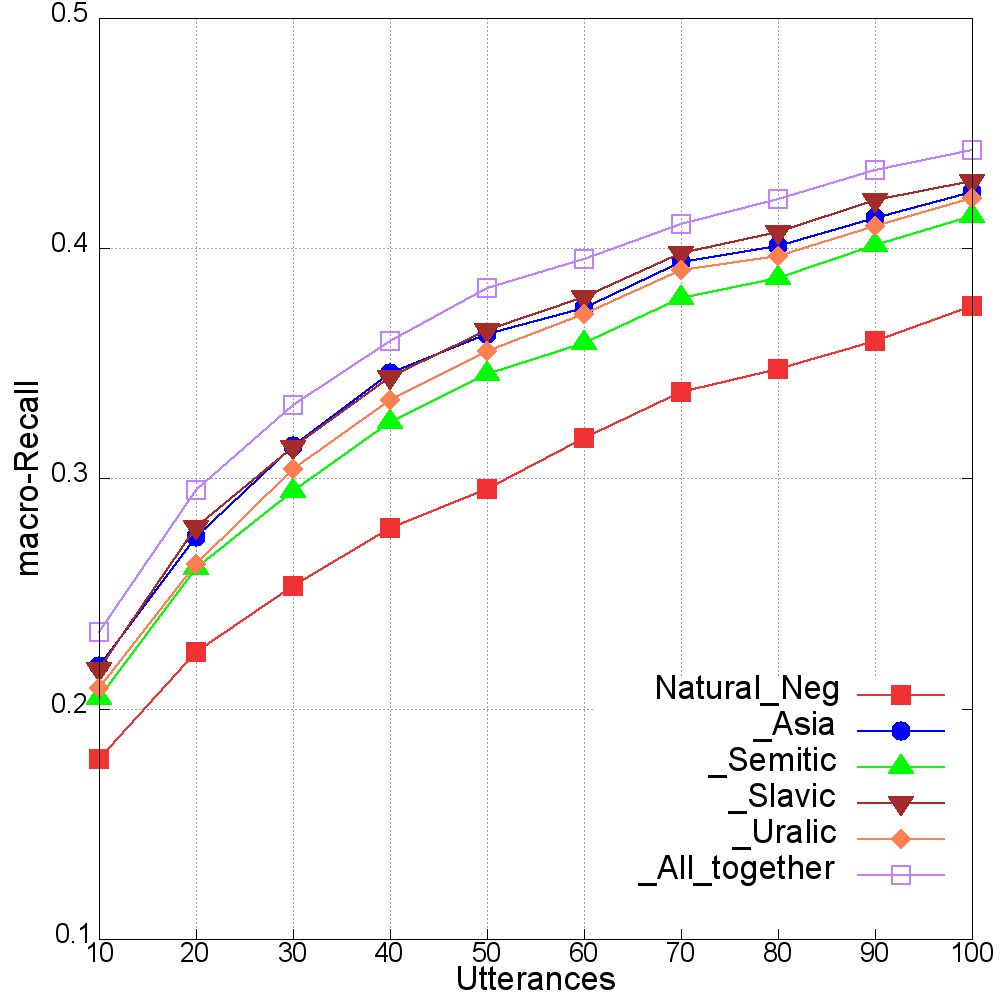 0.5
0.4
0.3
0.2
0.1
macro-Recall
Natural_Neg
_Asia
_Semitic
_Slavic
_Uralic
_All_together
10 20 30 40 50 60 70 80 90 100
Utterances